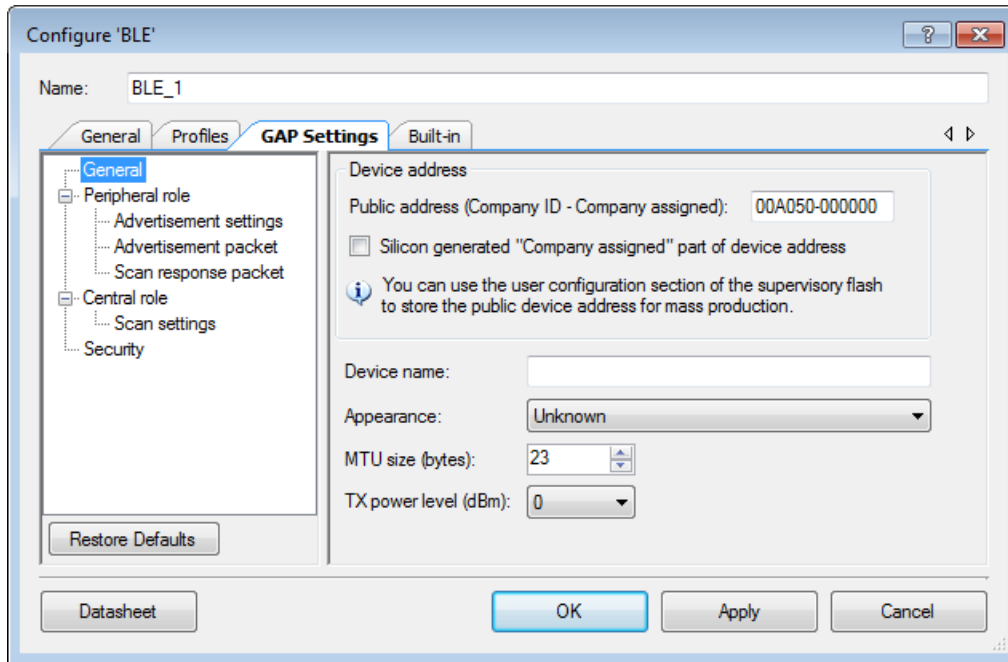 Configure 'BLE'
?
Name: BLE_1
General Profiles GAP Settings Built-in
General
Peripheral role
Advertisement settings
Advertisement packet
Scan response packet
Central role
Scan settings
Security
Restore Defaults
Device address
Public address (Company ID - Company assigned): 00A050-000000
Silicon generated "Company assigned" part of device address
You can use the user configuration section of the supervisory flash
to store the public device address for mass production.
Device name:
Appearance: Unknown
MTU size (bytes): 23
TX power level (dBm): 0
Datasheet OK Apply Cancel